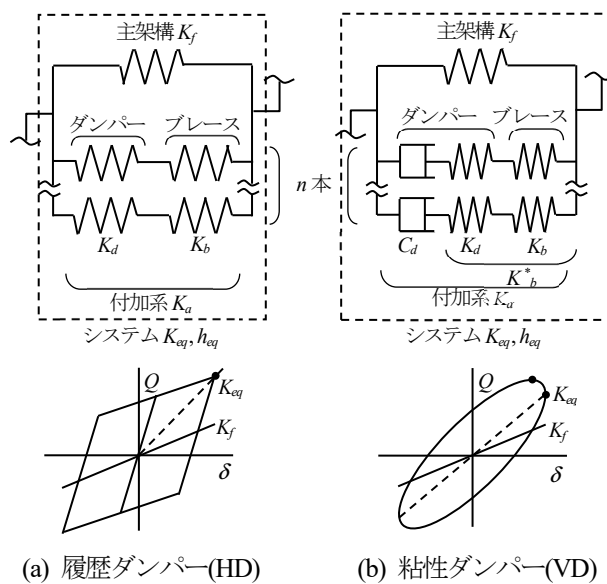 主架構 K_f
ダンパー ブレース
n 本
K_d K_b
付加系 K_a
システム K_eq, h_eq
Q
K_eq
K_f
δ
(a) 履歴ダンパー(HD)
主架構 K_f
ダンパー ブレース
C_d K_d K_b
K*_b
付加系 K_a
システム K_eq, h_eq
Q
K_eq
K_f
δ
(b) 粘性ダンパー(VD)